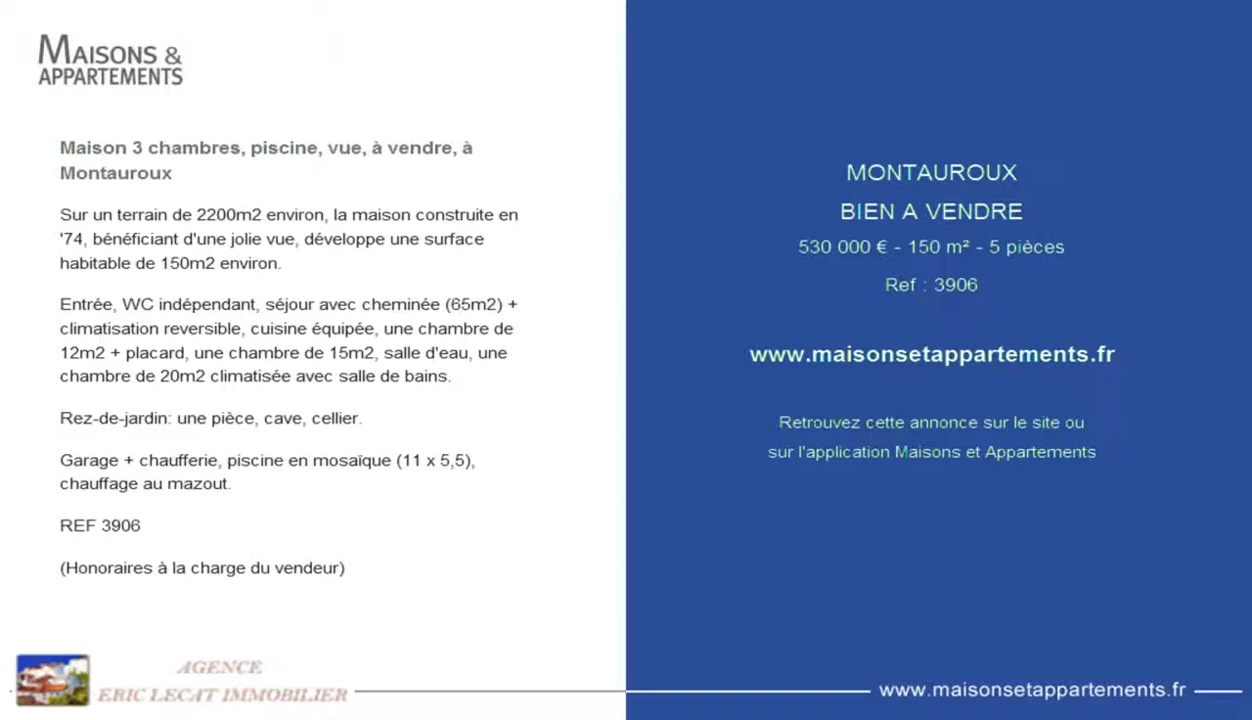 MAISONS &
APPARTEMENTS
Maison 3 chambres, piscine, vue, à vendre, à
Montauroux
Sur un terrain de 2200m2 environ, la maison construite en
'74, bénéficiant d'une jolie vue, développe une surface
habitable de 150m2 environ.
Entrée, WC indépendant, séjour avec cheminée (65m2) +
climatisation reversible, cuisine équipée, une chambre de
12m2 + placard, une chambre de 15m2, salle d'eau, une
chambre de 20m2 climatisée avec salle de bains.
Rez-de-jardin: une pièce, cave, cellier.
Garage + chaufferie, piscine en mosaïque (11 x 5,5),
chauffage au mazout.
REF 3906
(Honoraires à la charge du vendeur)
AGENCE
ERIC LECAT IMMOBILIER
MONTAUROUX
BIEN A VENDRE
530 000 € - 150 m² - 5 pièces
Ref : 3906
www.maisonsetappartements.fr
Retrouvez cette annonce sur le site ou
sur l'application Maisons et Appartements
www.maisonsetappartements.fr